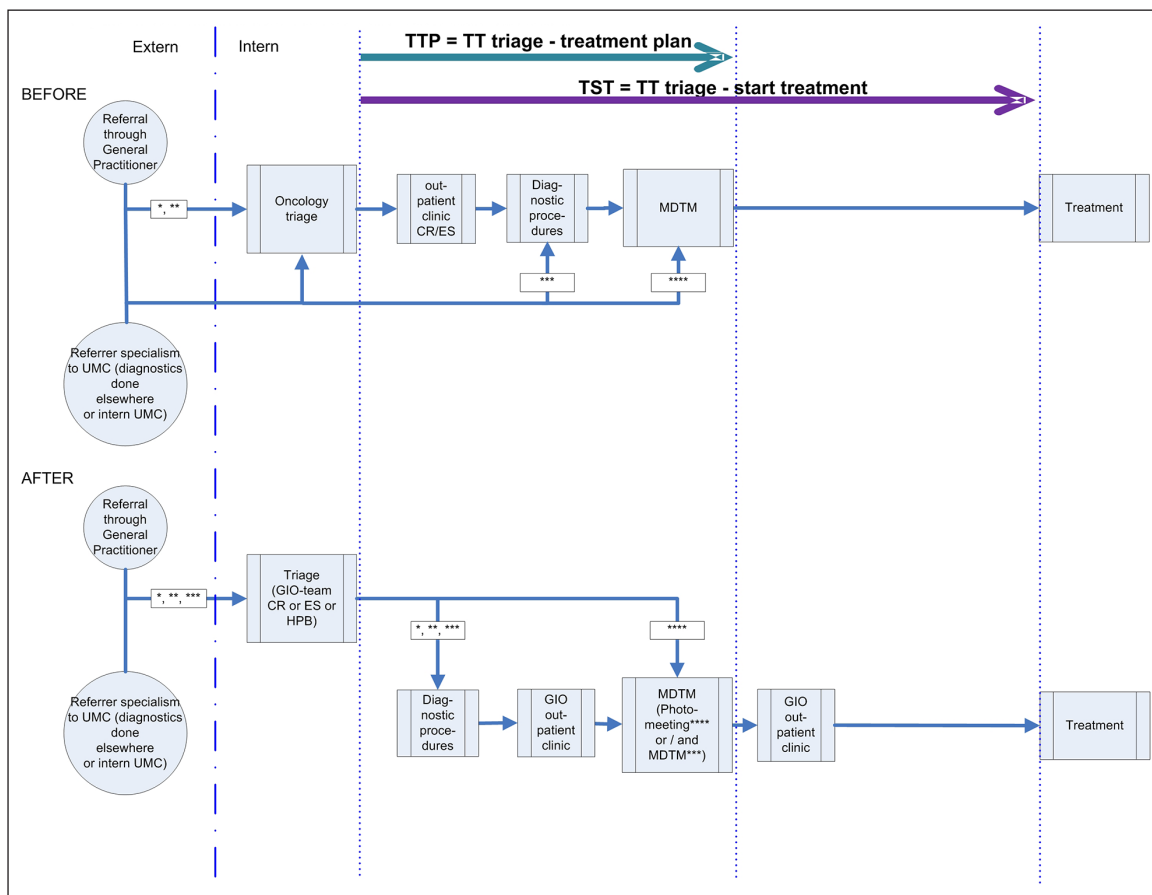 Extern
Intern
TTP = TT triage - treatment plan
TST = TT triage - start treatment
BEFORE
Referral
through
General
Practitioner
*, **
Oncology
triage
out-
patient
clinic
CR/ES
Diag-
nostic
proce-
dures
MDTM
Treatment
***
****
Referrer specialism
to UMC (diagnostics
done
elsewhere
or intern UMC)
AFTER
Referral
through
General
Practitioner
*, **, ***
Triage
(GIO-team
CR or ES or
HPB)
*, **, ***
****
Referrer specialism
to UMC (diagnostics
done
elsewhere
or intern UMC)
Diag-
nostic
proce-
dures
GIO
out-
patient
clinic
MDTM
(Photo-
meeting****
or / and
MDTM***)
GIO
out-
patient
clinic
Treatment